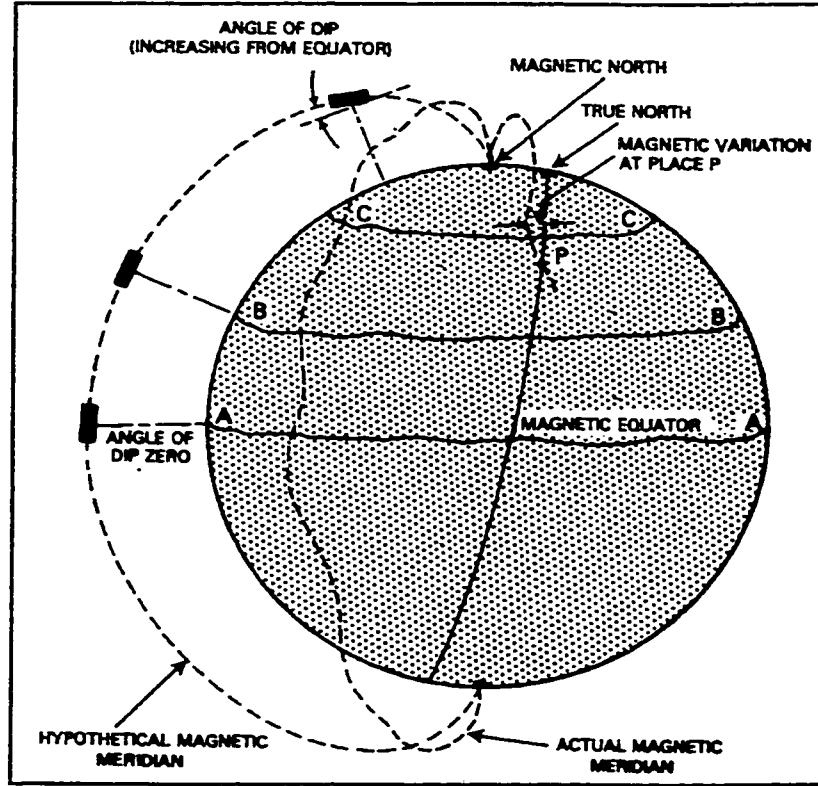 ANGLE OF DIP
(INCREASING FROM EQUATOR)
MAGNETIC NORTH
TRUE NORTH
MAGNETIC VARIATION
AT PLACE P
C
C
P
B
B
A
A
MAGNETIC EQUATOR
ANGLE OF
DIP ZERO
HYPOTHETICAL MAGNETIC
MERIDIAN
ACTUAL MAGNETIC
MERIDIAN